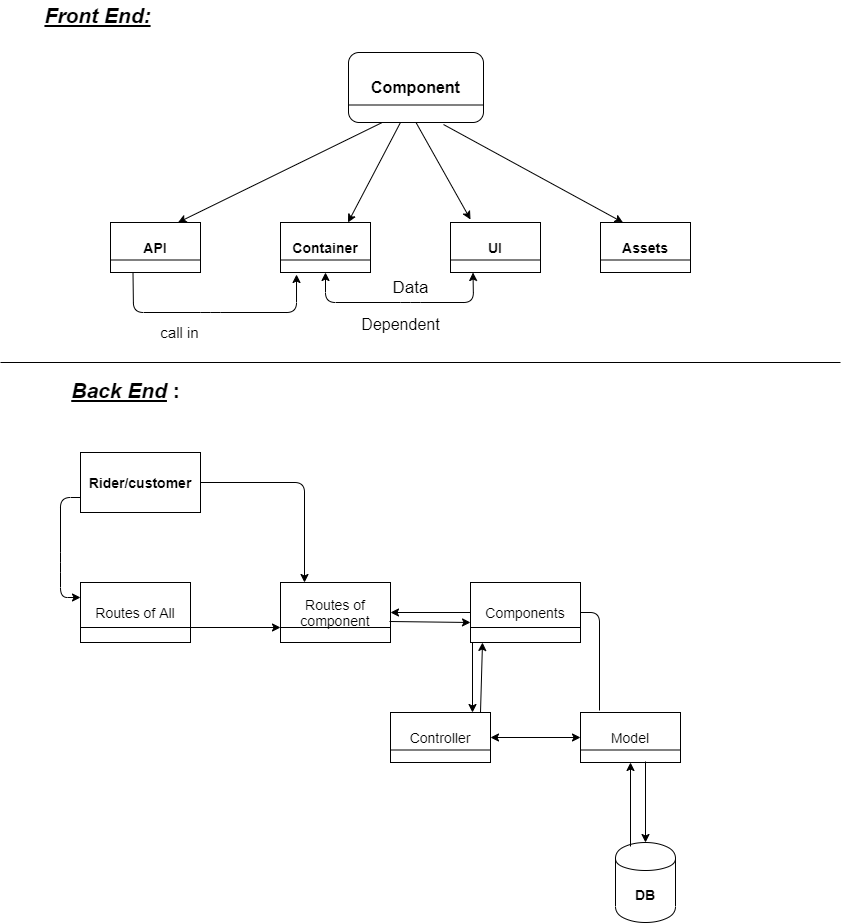 Front End:
Component
API
Container
UI
Assets
Data
call in
Dependent
Back End :
Rider/customer
Routes of All
Routes of
component
Components
Controller
Model
DB